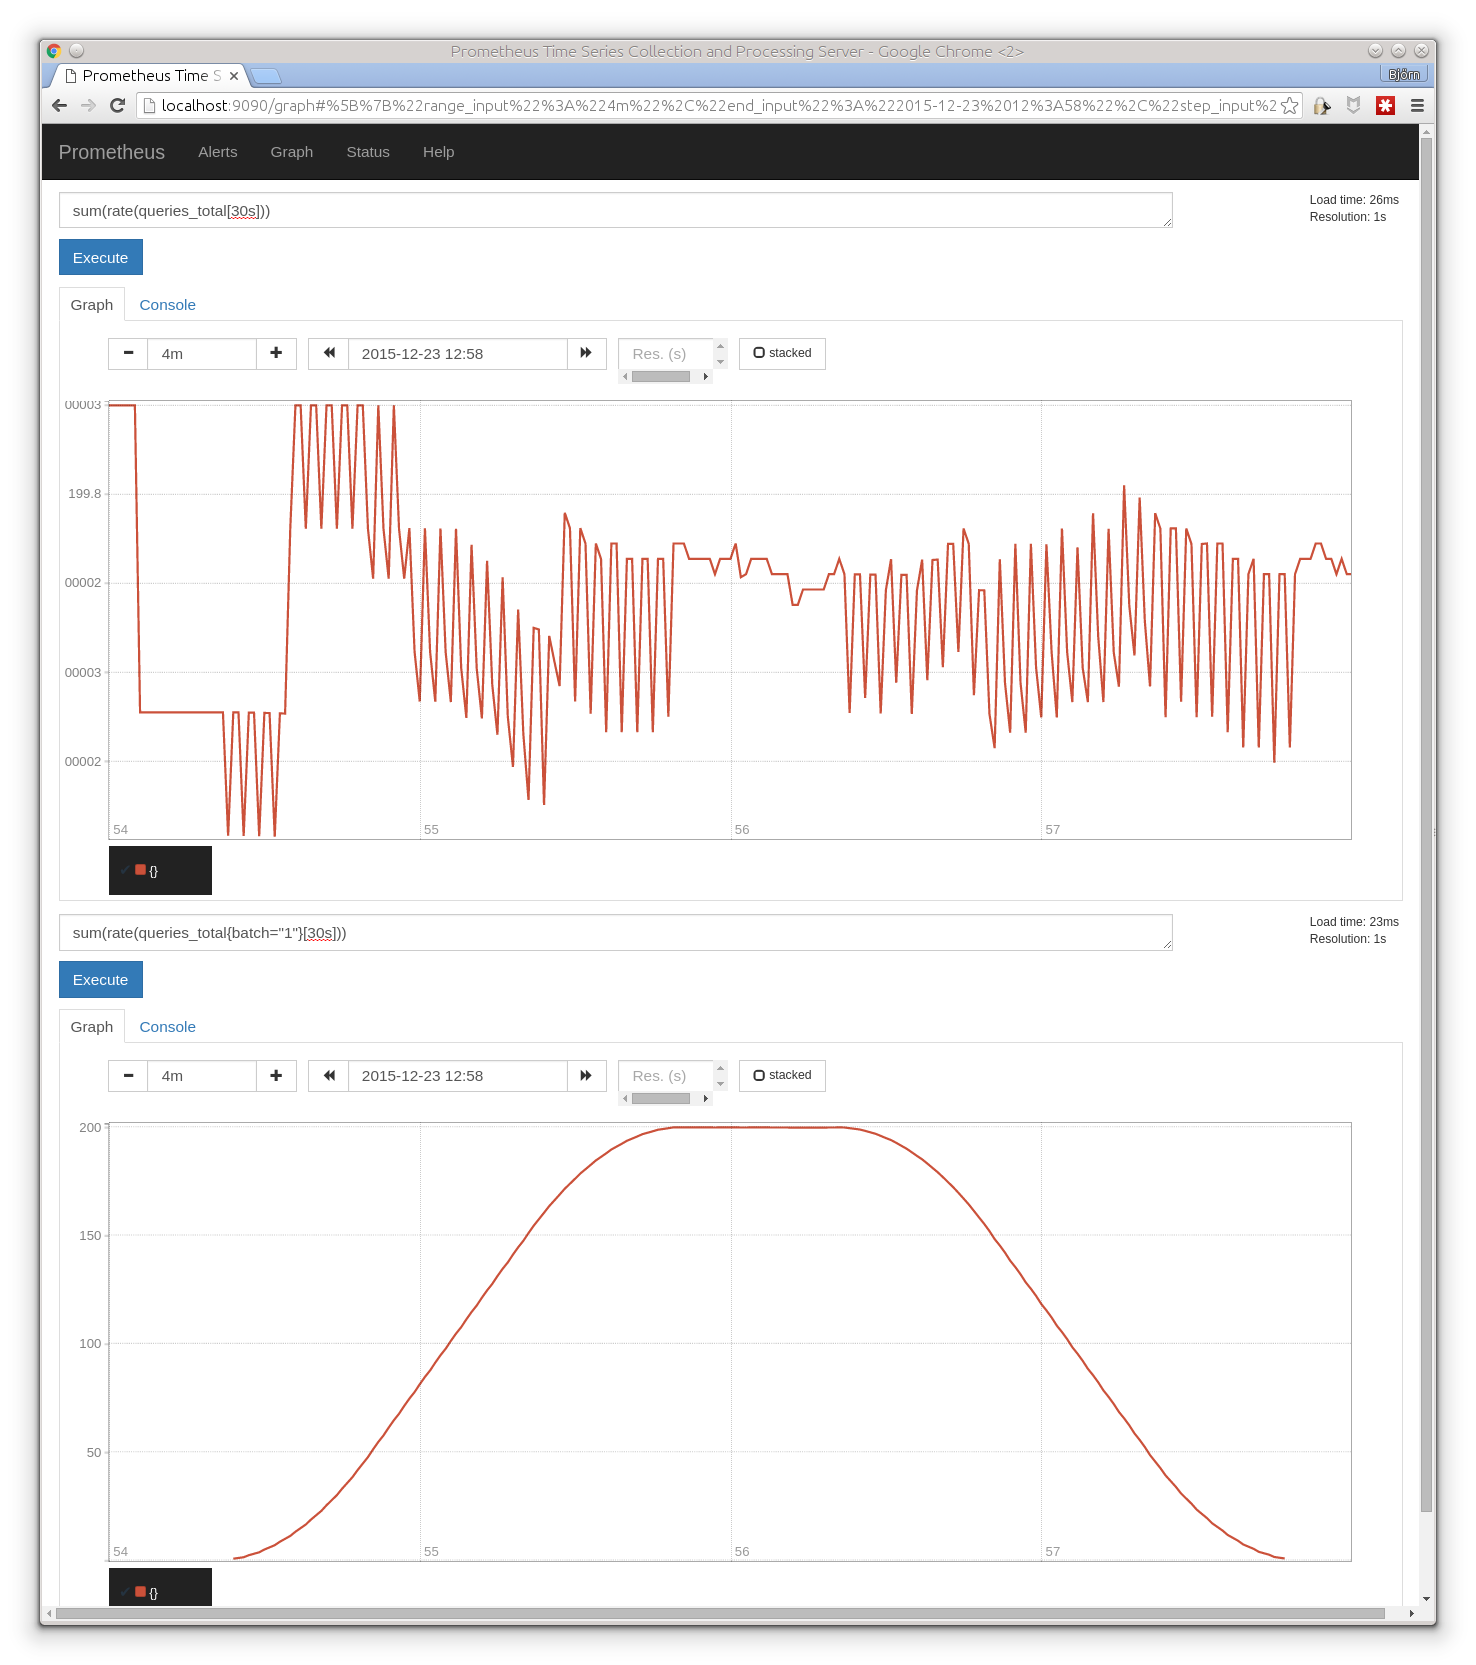 Prometheus Time Series Collection and Processing Server - Google Chrome <2>
Prometheus Time S
Björn
localhost:9090/graph#%5B%7B%22range_input%22%3A%224m%22%2C%22end_input%22%3A%222015-12-23%2012%3A58%22%2C%22step_input%2
Prometheus Alerts Graph Status Help
sum(rate(queries_total[30s]))
Load time: 26ms
Resolution: 1s
Execute
Graph Console
4m 2015-12-23 12:58 Res. (s) stacked
00003
199.8
00002
00003
00002
54 55 56 57
{}
sum(rate(queries_total{batch="1"}[30s]))
Load time: 23ms
Resolution: 1s
Execute
Graph Console
4m 2015-12-23 12:58 Res. (s) stacked
200
150
100
50
54 55 56 57
{}